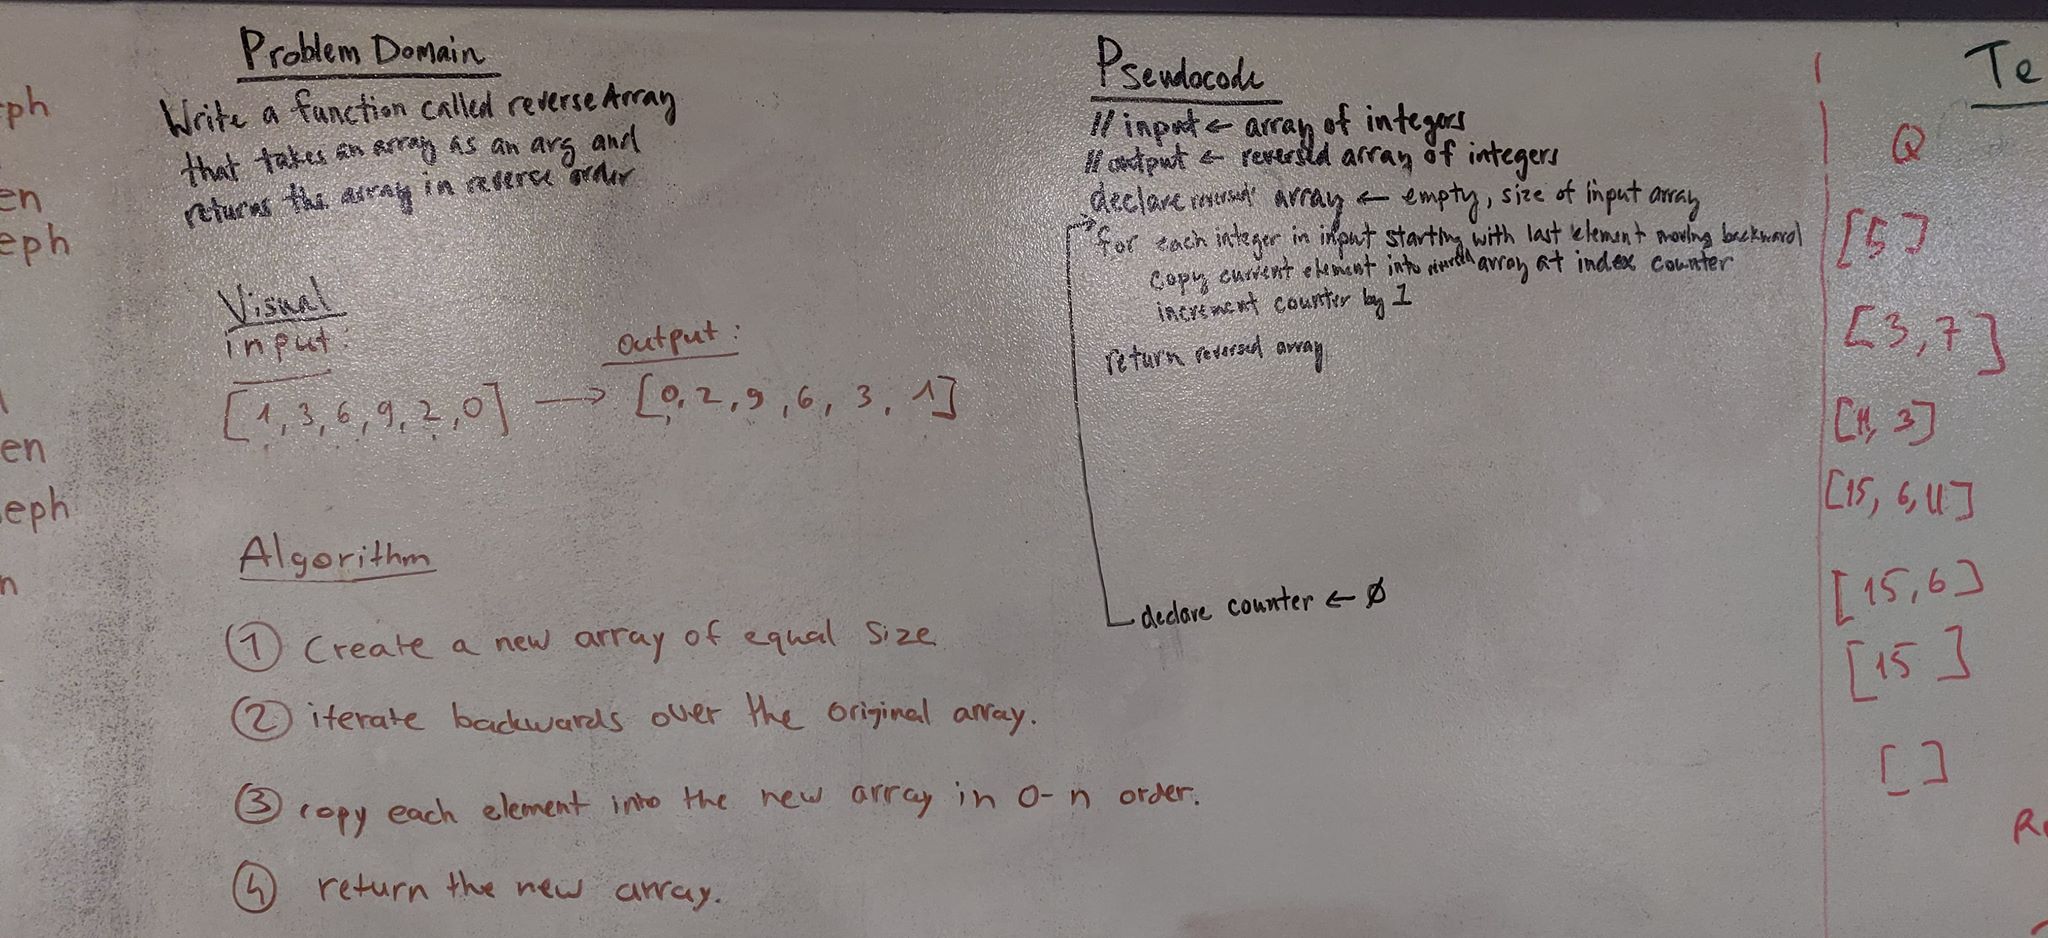 ph
en
eph
en
eph
n
Problem Domain
Write a function called reverseArray
that takes an array as an arg and
returns the array in reverse order
Visual
input:
[1, 3, 6, 9, 2, 0] →
output:
[0, 2, 9, 6, 3, 1]
Algorithm
① Create a new array of equal size
② iterate backwards over the original array.
③ copy each element into the new array in 0-n order.
④ return the new array.
Pseudocode
// input ← array of integers
// output ← reversed array of integers
declare reversed array ← empty, size of input array
for each integer in input starting with last element moving backward
copy current element into reversed array at index counter
increment counter by 1
return reversed array
declare counter ← Ø
Te
Q
[5]
[3, 7]
[11, 3]
[15, 6, 11]
[15, 6]
[15]
[ ]